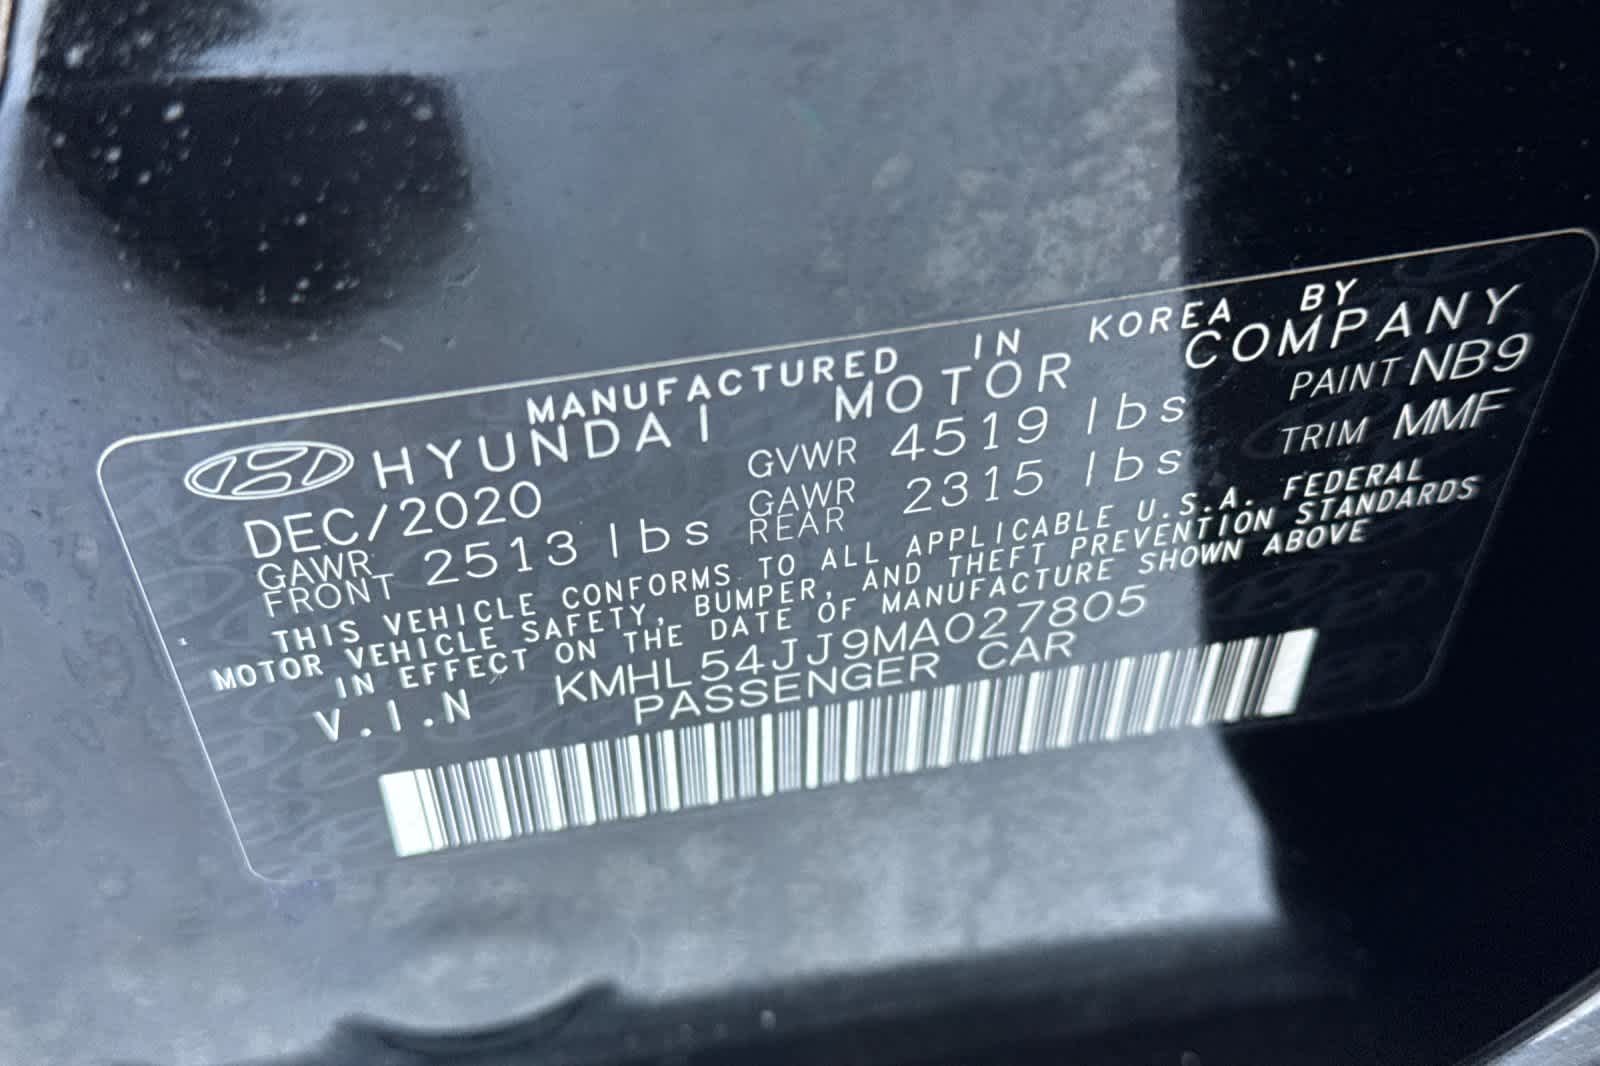 MANUFACTURED IN KOREA BY
HYUNDAI MOTOR COMPANY
DEC/2020 GVWR 4519 lbs PAINT NB9
GAWR FRONT 2513 lbs GAWR REAR 2315 lbs TRIM MMF
THIS VEHICLE CONFORMS TO ALL APPLICABLE U.S.A. FEDERAL
MOTOR VEHICLE SAFETY, BUMPER, AND THEFT PREVENTION STANDARDS
IN EFFECT ON THE DATE OF MANUFACTURE SHOWN ABOVE
V.I.N KMHL54JJ9MA027805
PASSENGER CAR